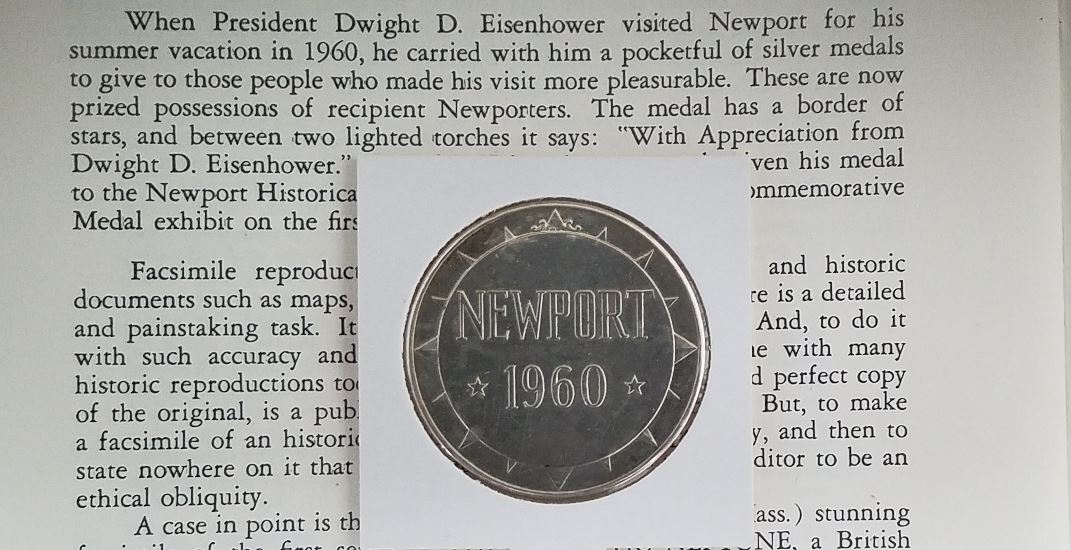 When President Dwight D. Eisenhower visited Newport for his
summer vacation in 1960, he carried with him a pocketful of silver medals
to give to those people who made his visit more pleasurable. These are now
prized possessions of recipient Newporters. The medal has a border of
stars, and between two lighted torches it says: "With Appreciation from
Dwight D. Eisenhower." ven his medal
to the Newport Historica ommemorative
Medal exhibit on the firs
Facsimile reproduc and historic
documents such as maps, re is a detailed
and painstaking task. It And, to do it
with such accuracy and e with many
historic reproductions to d perfect copy
of the original, is a pub But, to make
a facsimile of an historic y, and then to
state nowhere on it that ditor to be an
ethical obliquity.
A case in point is th ass.) stunning
NE, a British
NEWPORT
1960